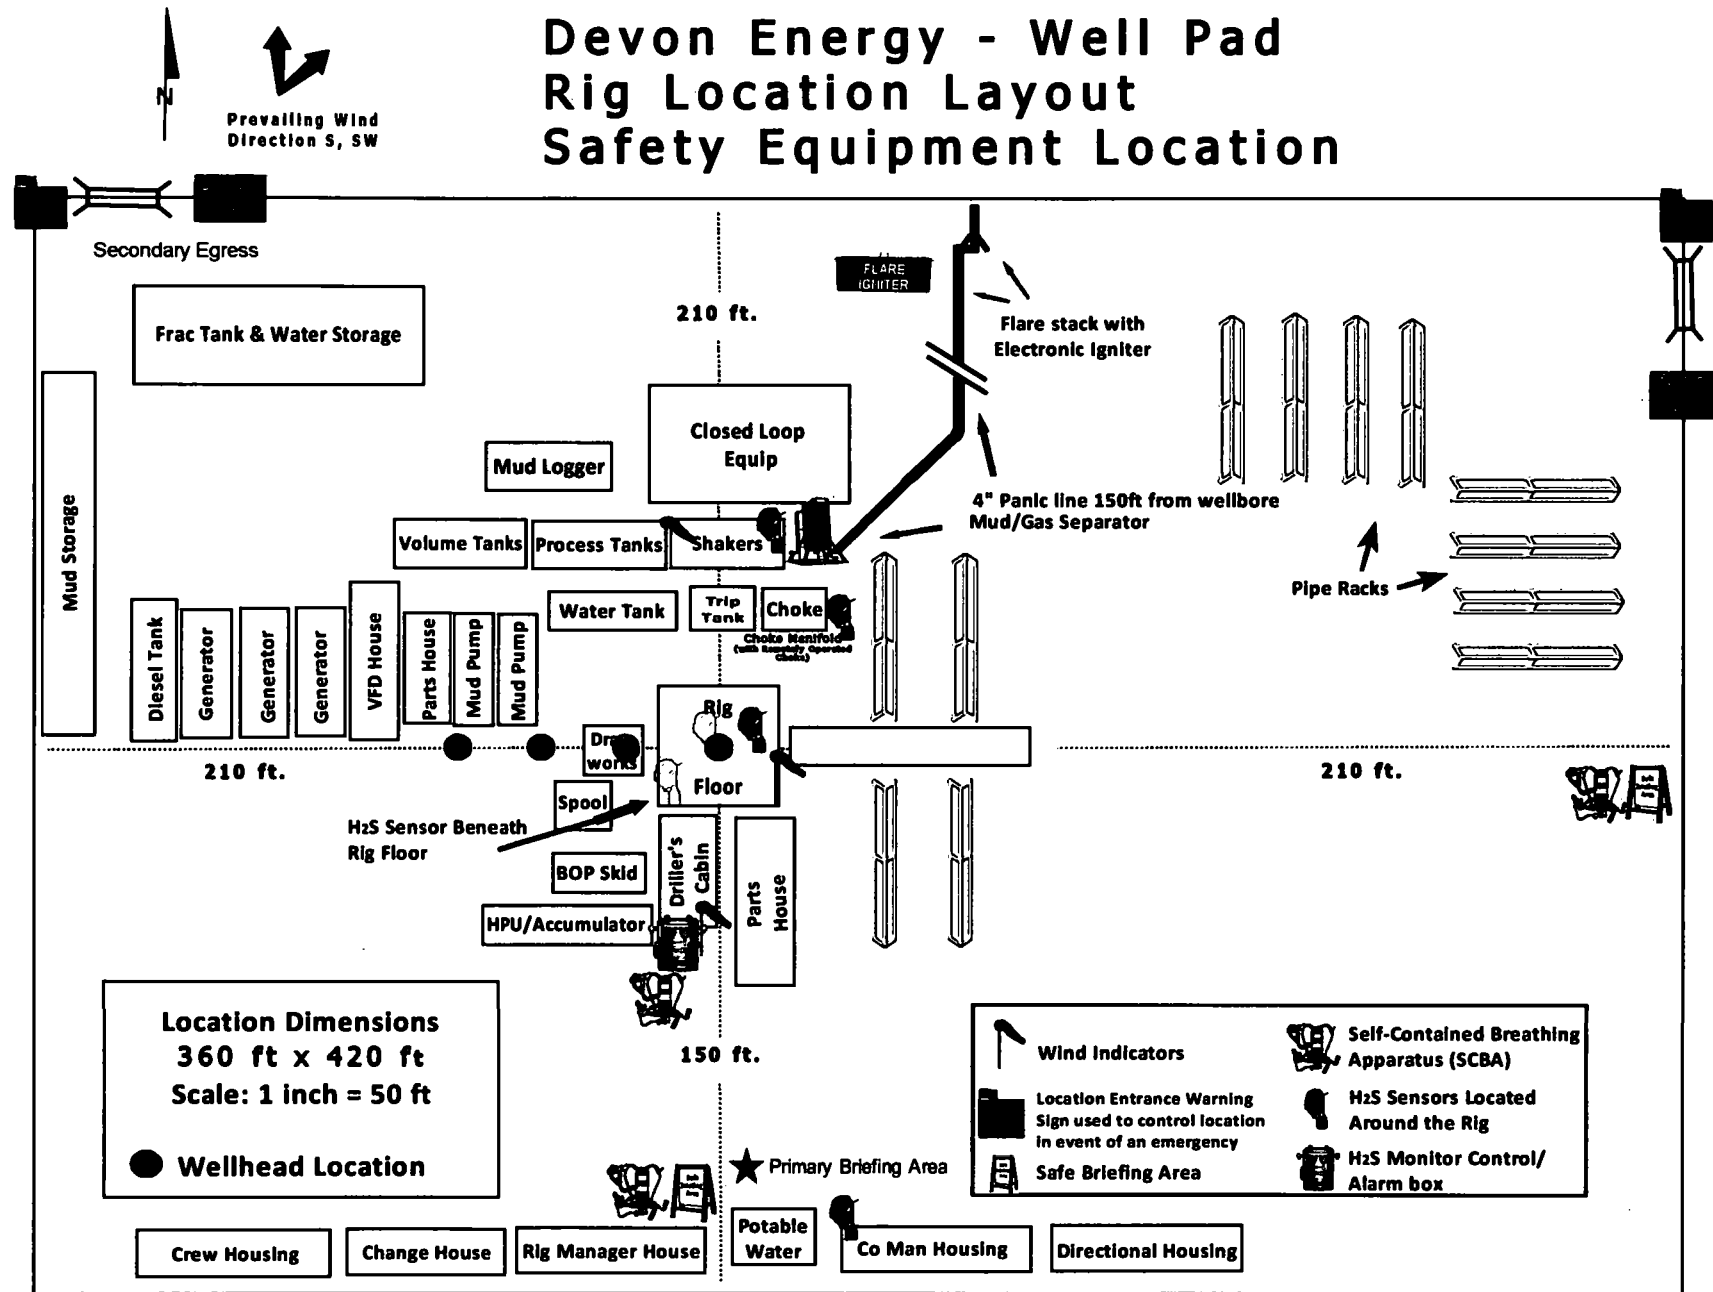 Devon Energy - Well Pad
Rig Location Layout
Safety Equipment Location
N
Prevailing Wind
Direction S, SW
Secondary Egress
FLARE
IGNITER
210 ft.
Flare stack with
Electronic Igniter
Frac Tank & Water Storage
Closed Loop
Equip
Mud Logger
4" Panic line 150ft from wellbore
Mud/Gas Separator
Mud Storage
Volume Tanks
Process Tanks
Shakers
Pipe Racks
Water Tank
Trip
Tank
Choke
Choke Manifold
(with Remotely Operated
Choke)
Diesel Tank
Generator
Generator
Generator
VFD House
Parts House
Mud Pump
Mud Pump
Rig
Floor
Draw
works
210 ft.
210 ft.
Spool
H2S Sensor Beneath
Rig Floor
Driller's
Cabin
Parts
House
BOP Skid
HPU/Accumulator
Location Dimensions
360 ft x 420 ft
Scale: 1 inch = 50 ft
Wellhead Location
150 ft.
Wind Indicators
Location Entrance Warning
Sign used to control location
in event of an emergency
Safe Briefing Area
Self-Contained Breathing
Apparatus (SCBA)
H2S Sensors Located
Around the Rig
H2S Monitor Control/
Alarm box
Primary Briefing Area
Crew Housing
Change House
Rig Manager House
Potable
Water
Co Man Housing
Directional Housing